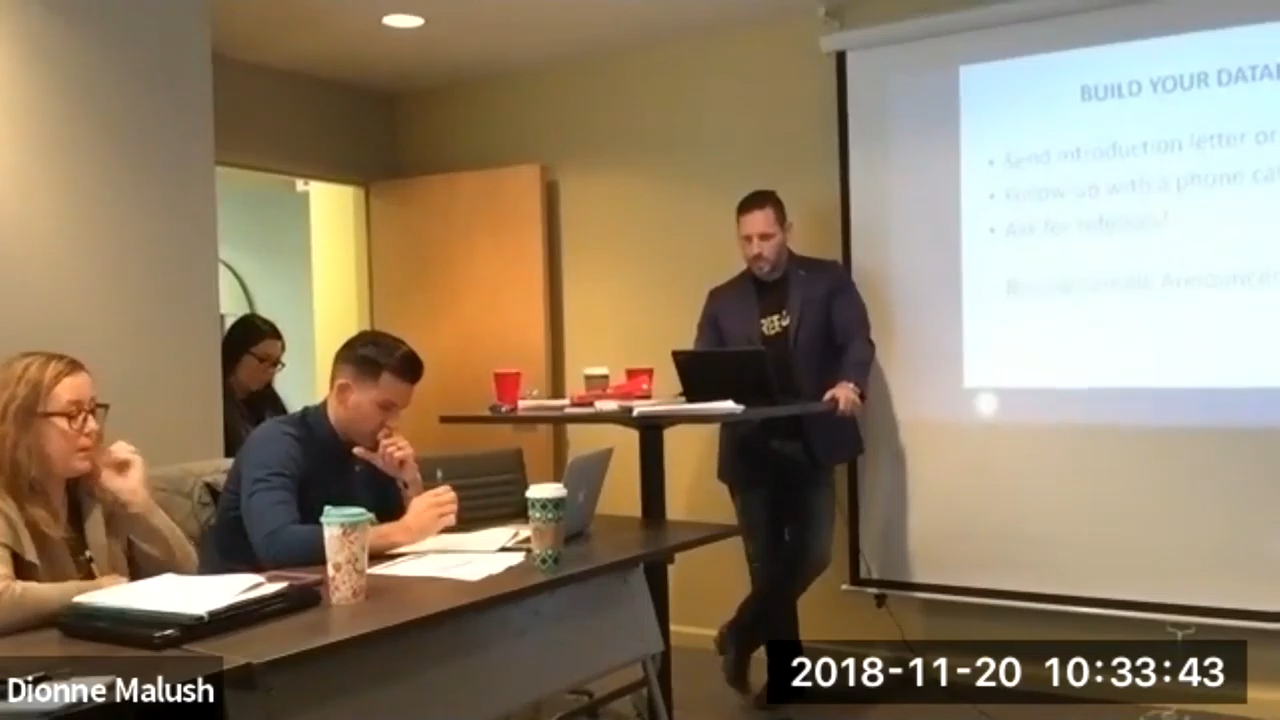 BUILD YOUR DATA
• Send introduction letter or
• Follow up with a phone
• Ask for referrals!
Dionne Malush
2018-11-20 10:33:43